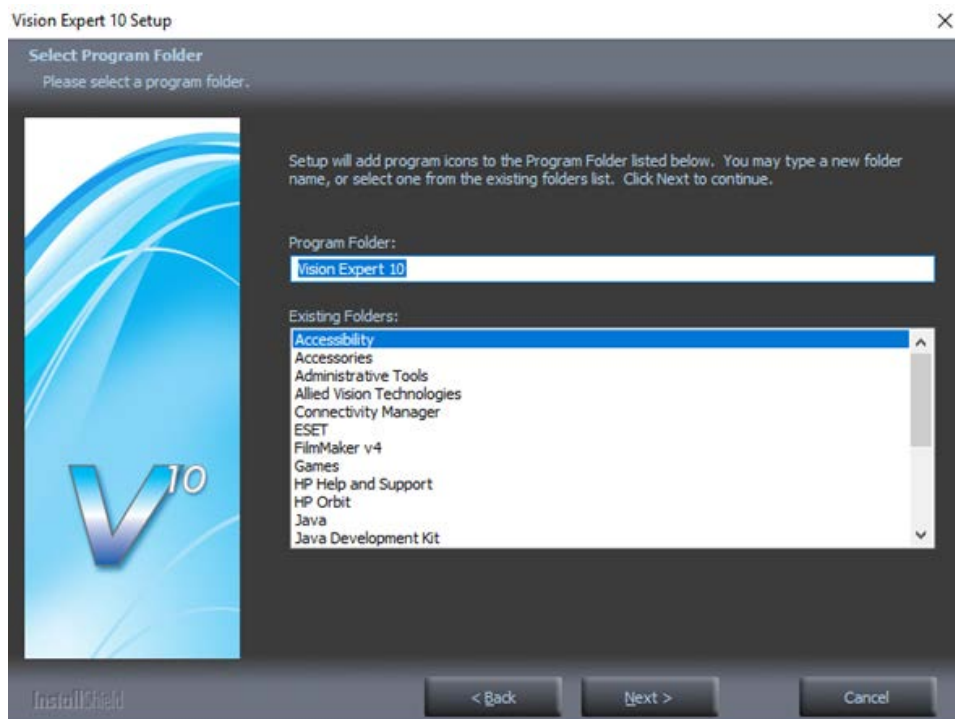 Vision Expert 10 Setup
Select Program Folder
Please select a program folder.
Setup will add program icons to the Program Folder listed below. You may type a new folder
name, or select one from the existing folders list. Click Next to continue.
Program Folder:
Vision Expert 10
Existing Folders:
Accessibility
Accessories
Administrative Tools
Allied Vision Technologies
Connectivity Manager
ESET
FilmMaker v4
Games
HP Help and Support
HP Orbit
Java
Java Development Kit
V10
InstallShield
< Back
Next >
Cancel